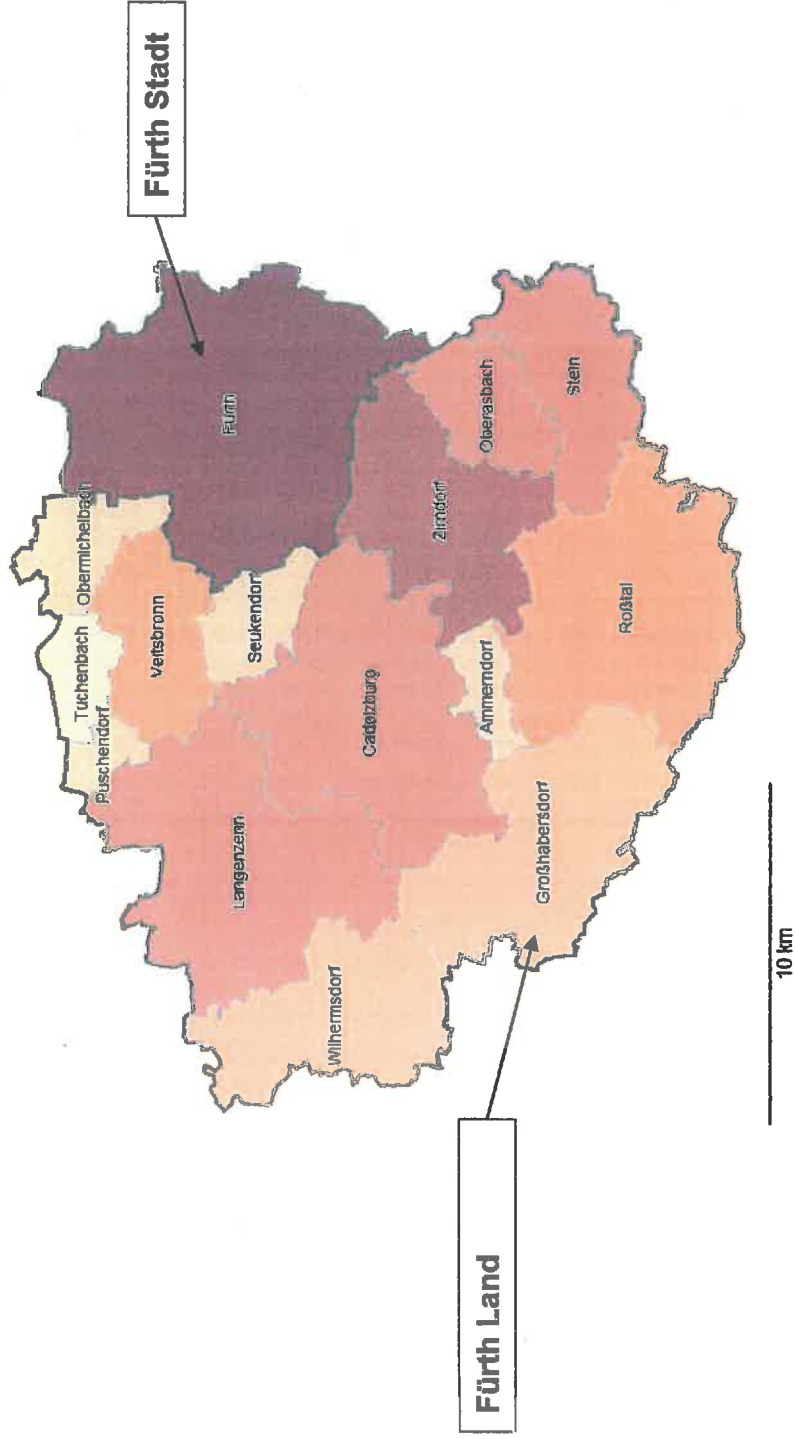 Fürth Stadt
Fürth
Obermichelbach
Tuchenbach
Puschendorf
Veitsbronn
Seukendorf
Langenzenn
Cadolzburg
Zirndorf
Oberasbach
Stein
Ammerndorf
Roßtal
Großhabersdorf
Wilhermsdorf
Fürth Land
10 km